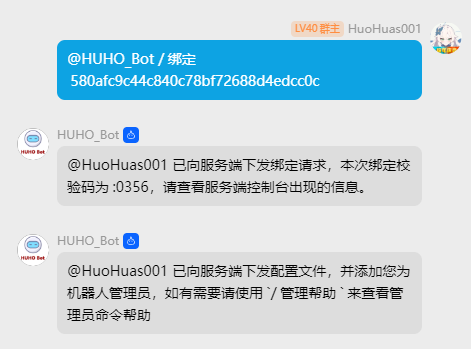 LV40 群主 HuoHuas001
@HUHO_Bot / 绑定
580afc9c44c840c78bf72688d4edcc0c
HUHO_Bot
HUHO Bot
@HuoHuas001 已向服务端下发绑定请求，本次绑定校
验码为 :0356，请查看服务端控制台出现的信息。
HUHO_Bot
HUHO Bot
@HuoHuas001 已向服务端下发配置文件，并添加您为
机器人管理员，如有需要请使用 `/ 管理帮助 ` 来查看管
理员命令帮助